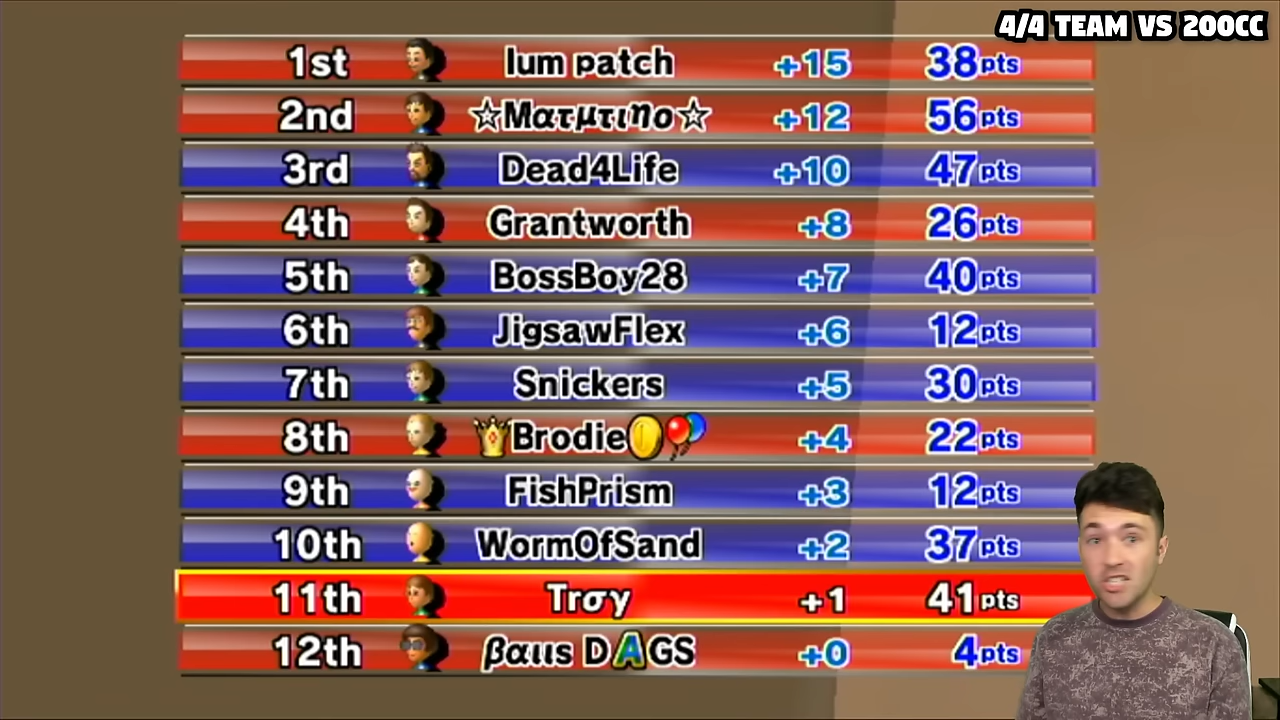 4/4 TEAM VS 200CC
1st lum patch +15 38pts
2nd ☆Mατμτιηo☆ +12 56pts
3rd Dead4Life +10 47pts
4th Grantworth +8 26pts
5th BossBoy28 +7 40pts
6th JigsawFlex +6 12pts
7th Snickers +5 30pts
8th Brodie +4 22pts
9th FishPrism +3 12pts
10th WormOfSand +2 37pts
11th Trσy +1 41pts
12th βαιιs DAGS +0 4pts